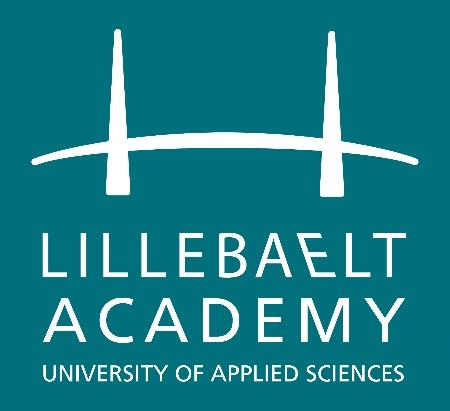 LILLEBAELT
ACADEMY
UNIVERSITY OF APPLIED SCIENCES